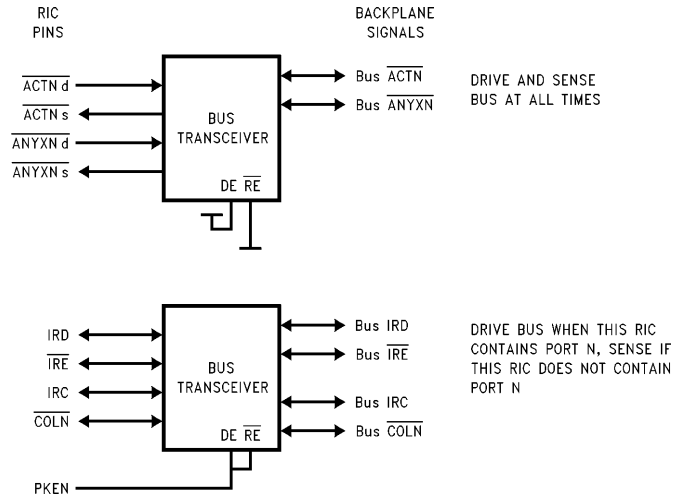 RIC
PINS
BACKPLANE
SIGNALS
ACTN d
ACTN s
ANYXN d
ANYXN s
BUS
TRANSCEIVER
DE RE
Bus ACTN
Bus ANYXN
DRIVE AND SENSE
BUS AT ALL TIMES
IRD
IRE
IRC
COLN
PKEN
BUS
TRANSCEIVER
DE RE
Bus IRD
Bus IRE
Bus IRC
Bus COLN
DRIVE BUS WHEN THIS RIC
CONTAINS PORT N, SENSE IF
THIS RIC DOES NOT CONTAIN
PORT N